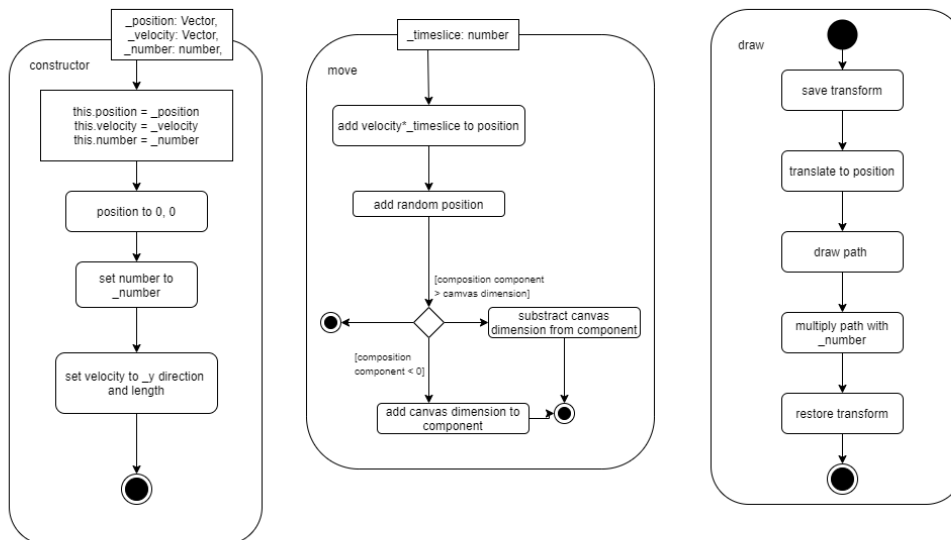 _position: Vector,
_velocity: Vector,
_number: number,
constructor
this.position = _position
this.velocity = _velocity
this.number = _number
position to 0, 0
set number to
_number
set velocity to _y direction
and length
_timeslice: number
move
add velocity*_timeslice to position
add random position
[composition component
> camvas dimension]
substract canvas
dimension from component
[composition
component < 0]
add canvas dimension to
component
draw
save transform
translate to position
draw path
multiply path with
_number
restore transform